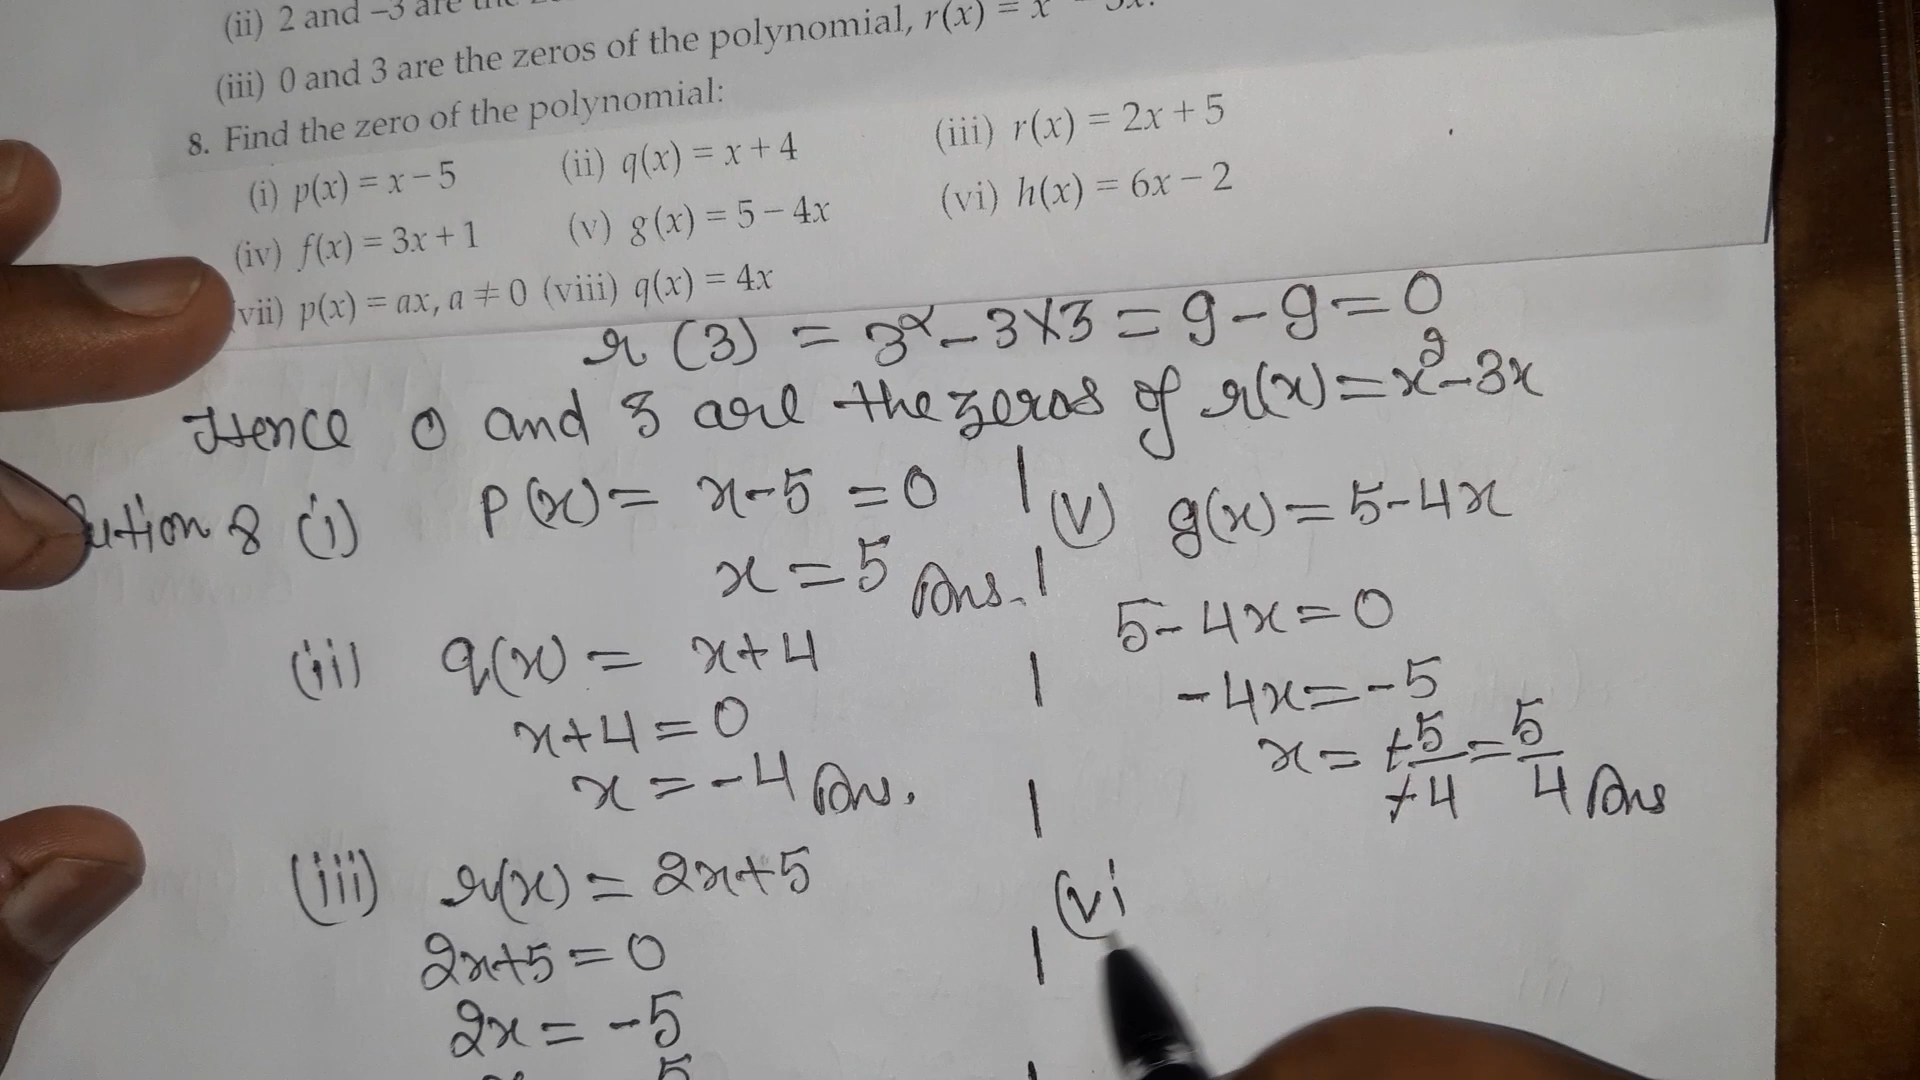 (ii) 2 and –3 are the
(iii) 0 and 3 are the zeros of the polynomial, r(x) =
8. Find the zero of the polynomial:
(i) p(x) = x – 5 (ii) q(x) = x + 4 (iii) r(x) = 2x + 5
(iv) f(x) = 3x + 1 (v) g(x) = 5 – 4x (vi) h(x) = 6x – 2
vii) p(x) = ax, a ≠ 0 (viii) q(x) = 4x
r(3) = 3² – 3×3 = 9 – 9 = 0
Hence 0 and 3 are the zeros of r(x) = x² – 3x
ution 8 (i) p(x) = x – 5 = 0
x = 5 Ans.
(ii) q(x) = x + 4
x + 4 = 0
x = –4 Ans.
(iii) r(x) = 2x + 5
2x + 5 = 0
2x = –5
5
(v) g(x) = 5 – 4x
5 – 4x = 0
–4x = –5
x = +5/+4 = 5/4 Ans
(vi